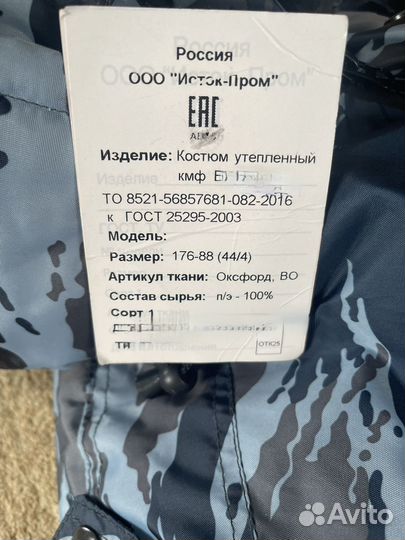 Россия
ООО "Исток-Пром"
ЕАС
Изделие: Костюм утепленный
кмф
ТО 8521-56857681-082-2016
к ГОСТ 25295-2003
Модель:
Размер: 176-88 (44/4)
Артикул ткани: Оксфорд, ВО
Состав сырья: п/э - 100%
Сорт 1
ОТК25
Avito